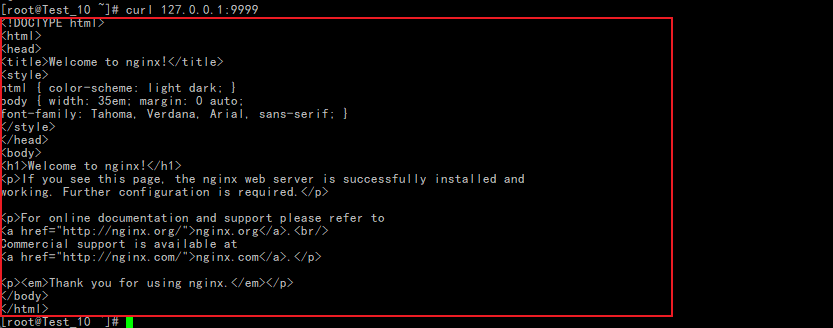 [root@Test_10 ~]# curl 127.0.0.1:9999
<!DOCTYPE html>
<html>
<head>
<title>Welcome to nginx!</title>
<style>
html { color-scheme: light dark; }
body { width: 35em; margin: 0 auto;
font-family: Tahoma, Verdana, Arial, sans-serif; }
</style>
</head>
<body>
<h1>Welcome to nginx!</h1>
<p>If you see this page, the nginx web server is successfully installed and
working. Further configuration is required.</p>

<p>For online documentation and support please refer to
<a href="http://nginx.org/">nginx.org</a>.<br/>
Commercial support is available at
<a href="http://nginx.com/">nginx.com</a>.</p>

<p><em>Thank you for using nginx.</em></p>
</body>
</html>
[root@Test_10 ]#